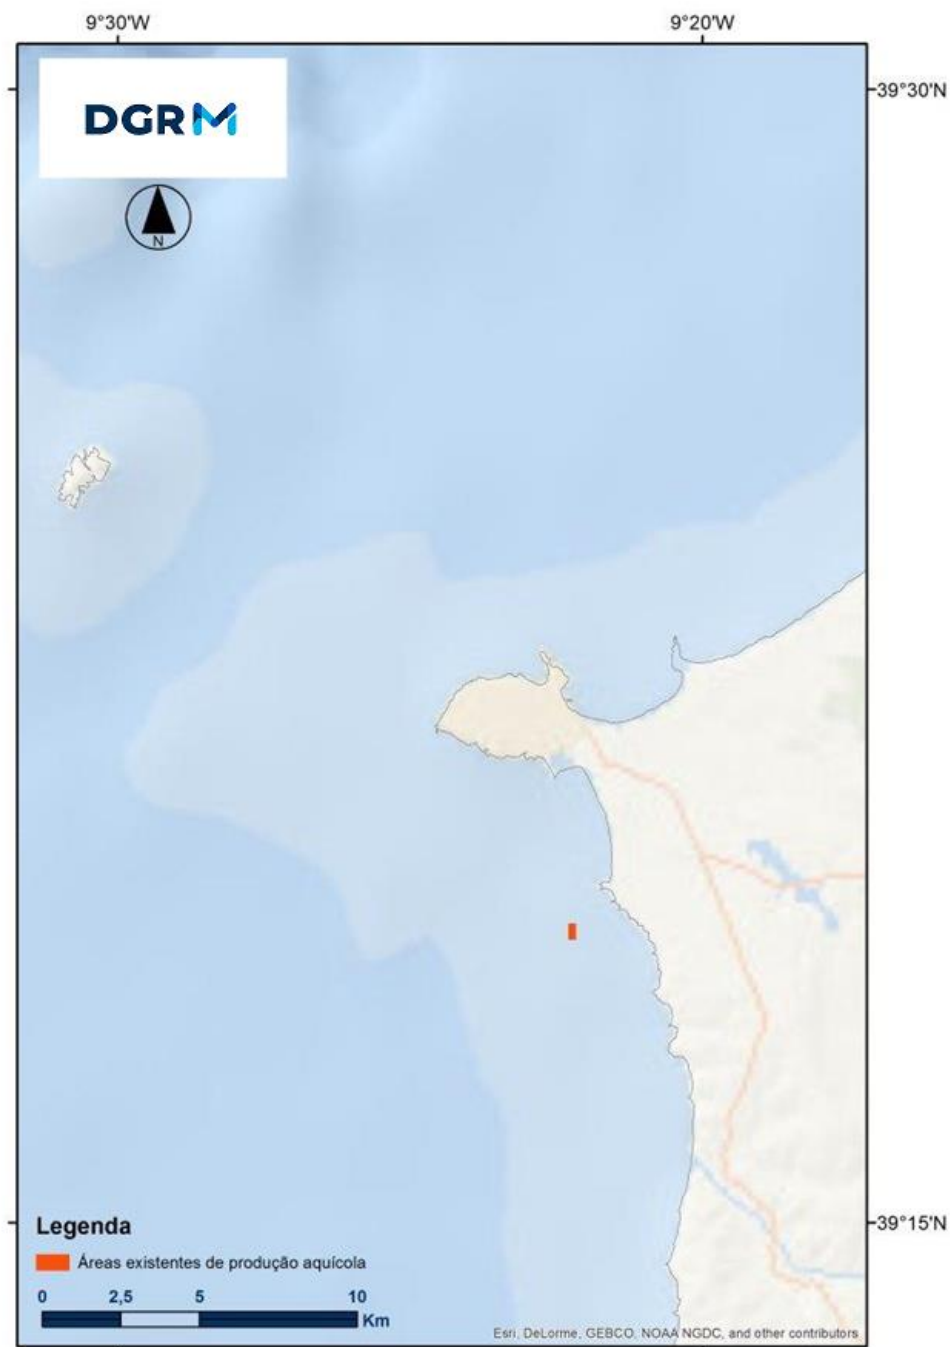 9°30'W 9°20'W
DGRM
39°30'N
N
39°15'N
Legenda
Áreas existentes de produção aquícola
0 2,5 5 10
Km
Esri, DeLorme, GEBCO, NOAA NGDC, and other contributors